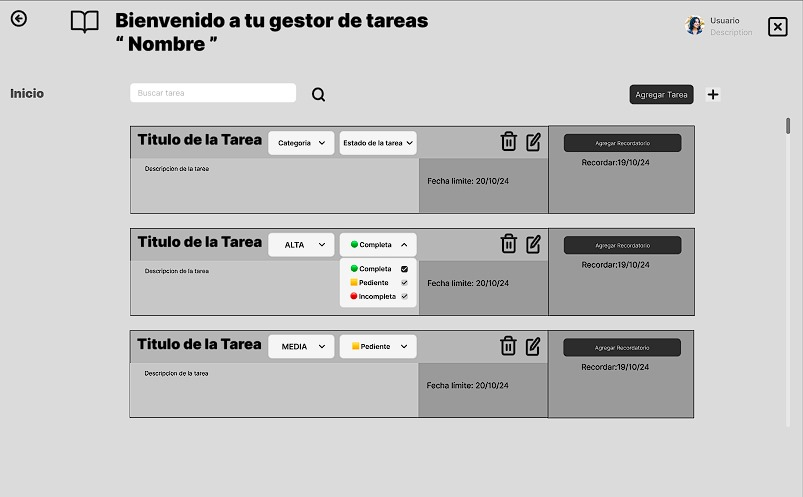 Bienvenido a tu gestor de tareas
“ Nombre ”
Usuario
Description
Inicio
Buscar tarea
Agregar Tarea
Titulo de la Tarea
Categoria
Estado de la tarea
Agregar Recordatorio
Recordar:19/10/24
Descripcion de la tarea
Fecha limite: 20/10/24
Titulo de la Tarea
ALTA
Completa
Agregar Recordatorio
Recordar:19/10/24
Descripcion de la tarea
Completa
Pediente
Incompleta
Fecha limite: 20/10/24
Titulo de la Tarea
MEDIA
Pediente
Agregar Recordatorio
Recordar:19/10/24
Descripcion de la tarea
Fecha limite: 20/10/24